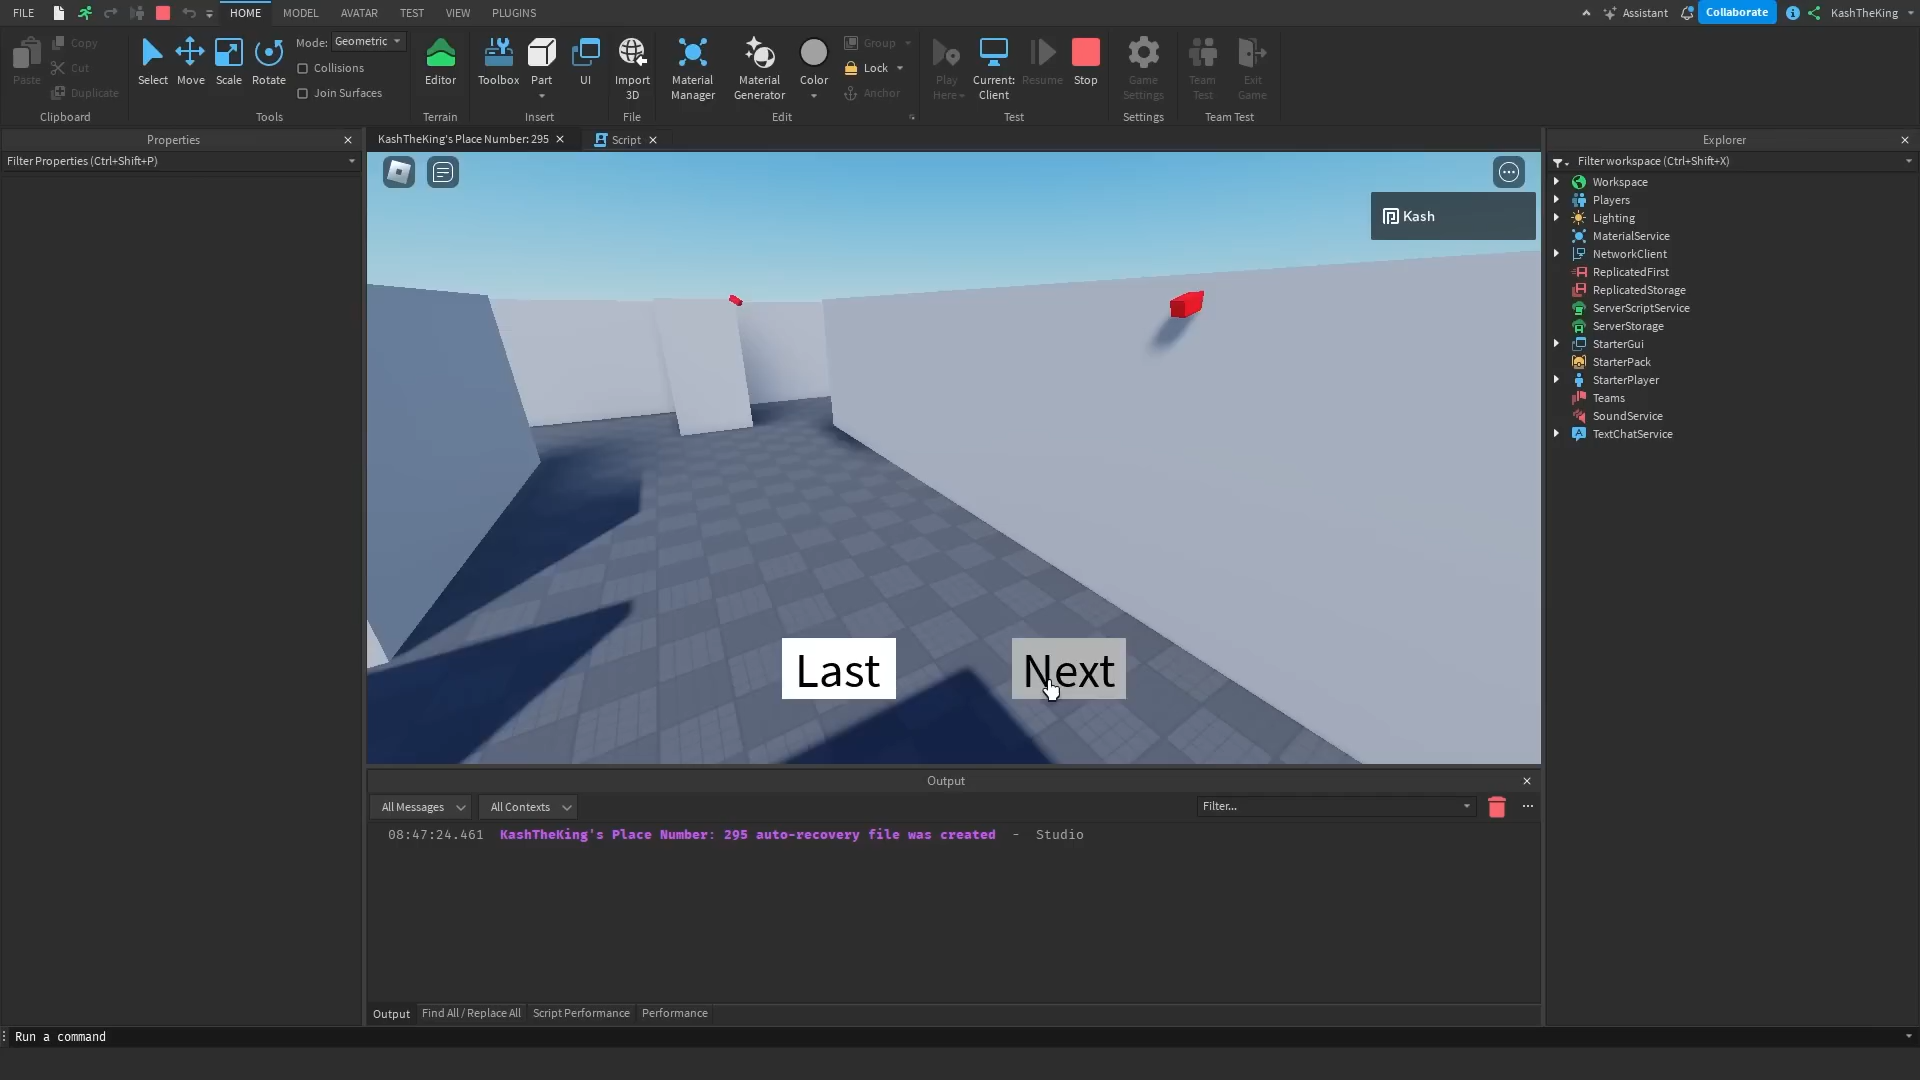 FILE HOME MODEL AVATAR TEST VIEW PLUGINS Assistant Collaborate KashTheKing
Paste Copy Cut Duplicate
Clipboard
Select Move Scale Rotate
Mode: Geometric
Collisions
Join Surfaces
Tools
Editor
Terrain
Toolbox Part UI
Insert
Import 3D
File
Material Manager
Material Generator
Color
Group
Lock
Anchor
Edit
Play Here
Current: Client
Resume
Stop
Test
Game Settings
Settings
Team Test
Exit Game
Team Test
Properties
Filter Properties (Ctrl+Shift+P)
KashTheKing's Place Number: 295
Script
Kash
Last
Next
Output
All Messages All Contexts Filter...
08:47:24.461 KashTheKing's Place Number: 295 auto-recovery file was created - Studio
Output Find All / Replace All Script Performance Performance
Explorer
Filter workspace (Ctrl+Shift+X)
Workspace
Players
Lighting
MaterialService
NetworkClient
ReplicatedFirst
ReplicatedStorage
ServerScriptService
ServerStorage
StarterGui
StarterPack
StarterPlayer
Teams
SoundService
TextChatService
Run a command